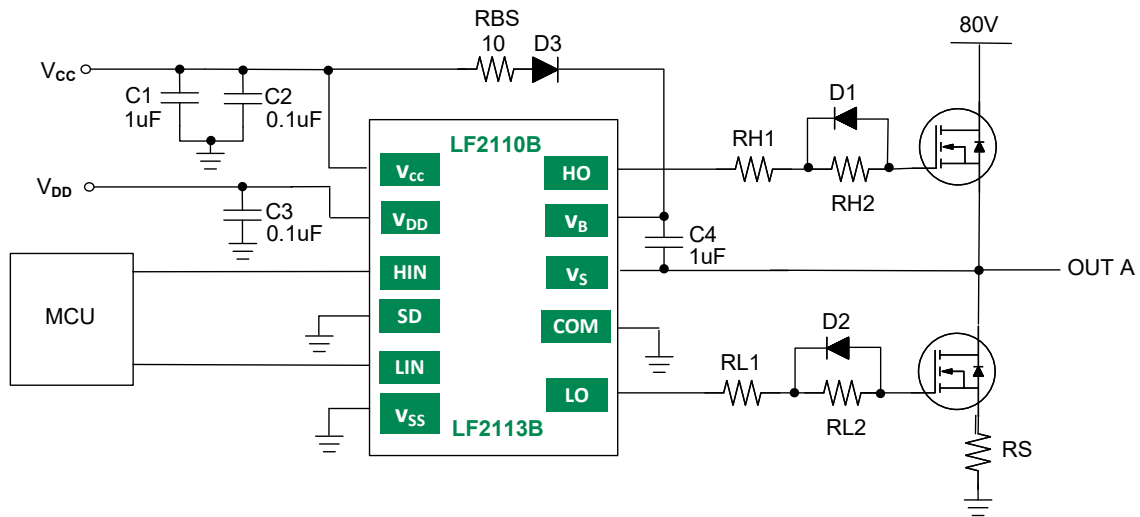 RBS
10
D3
80V
VCC
C1
1uF
C2
0.1uF
LF2110B
D1
RH1
RH2
VCC
HO
VDD
C3
0.1uF
VDD
VB
C4
1uF
HIN
VS
OUT A
MCU
SD
COM
D2
LIN
RL1
LO
RL2
VSS
LF2113B
RS